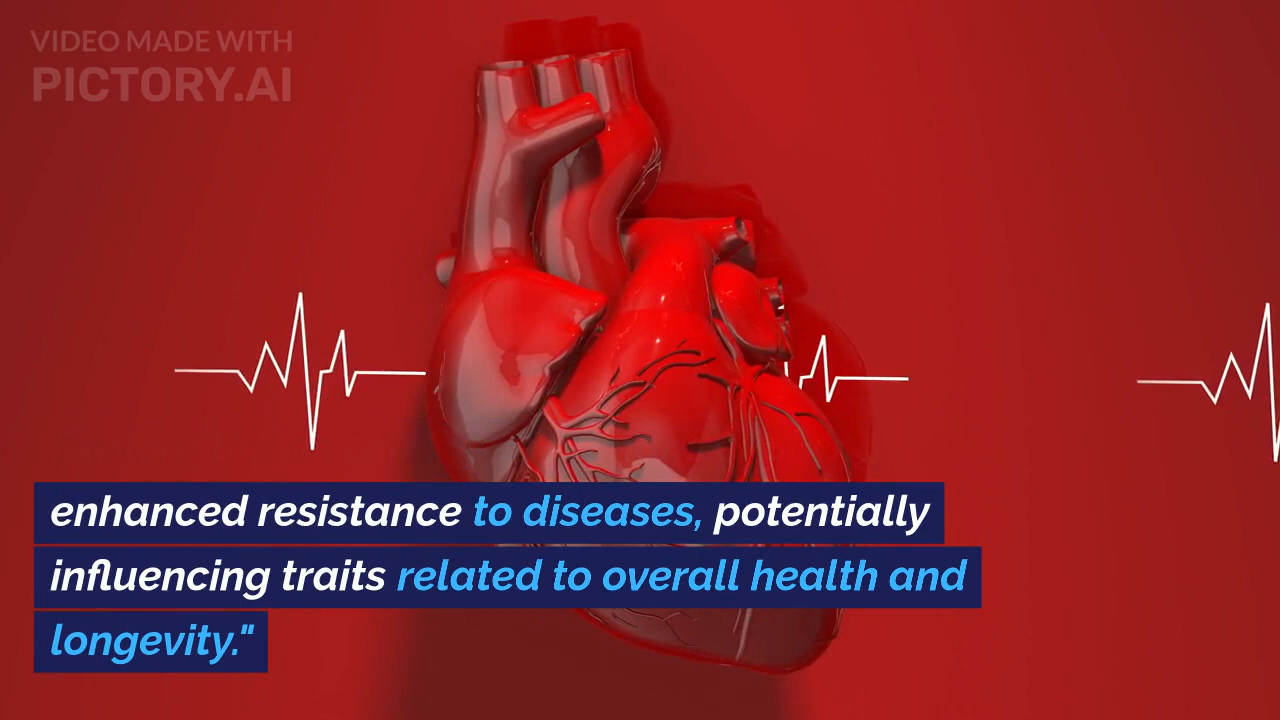 VIDEO MADE WITH
PICTORY.AI
enhanced resistance to diseases, potentially
influencing traits related to overall health and
longevity."